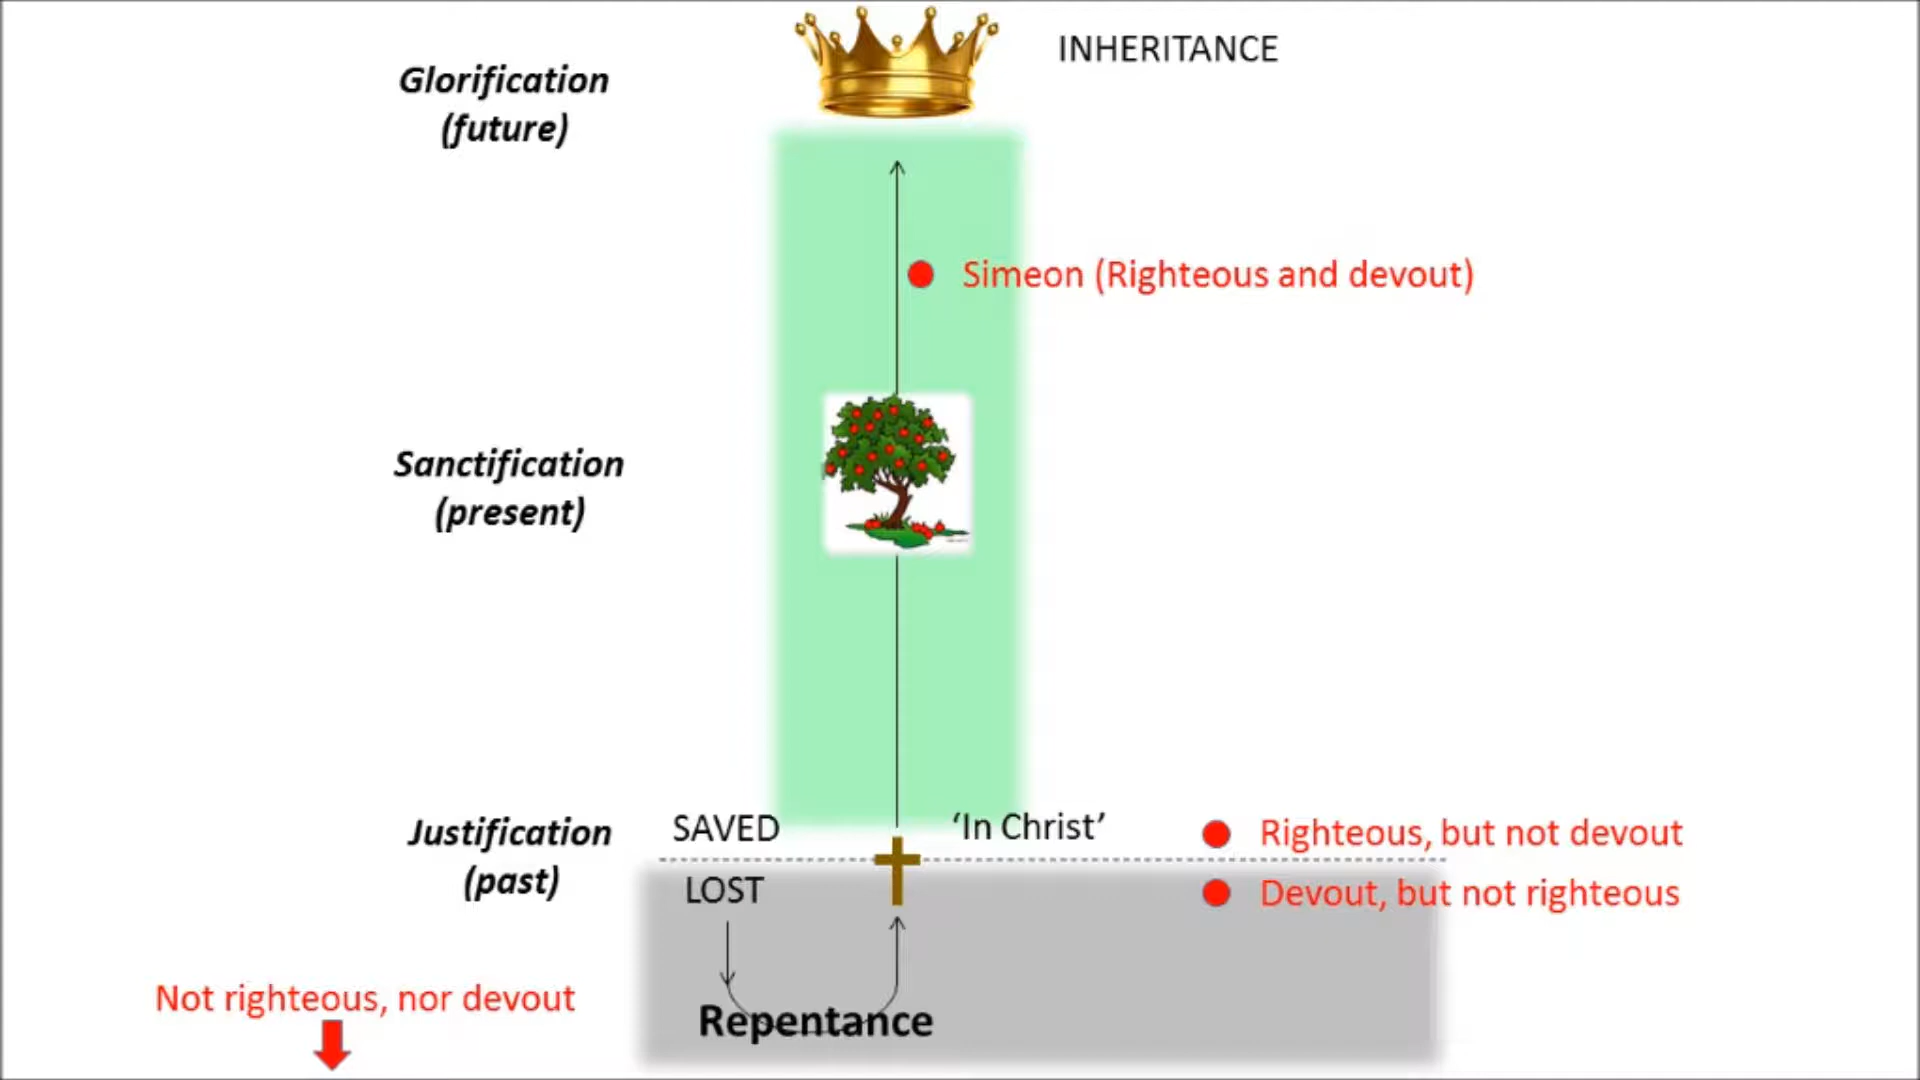 INHERITANCE
Glorification
(future)
Simeon (Righteous and devout)
Sanctification
(present)
Justification
(past)
SAVED
‘In Christ’
Righteous, but not devout
LOST
Devout, but not righteous
Not righteous, nor devout
Repentance